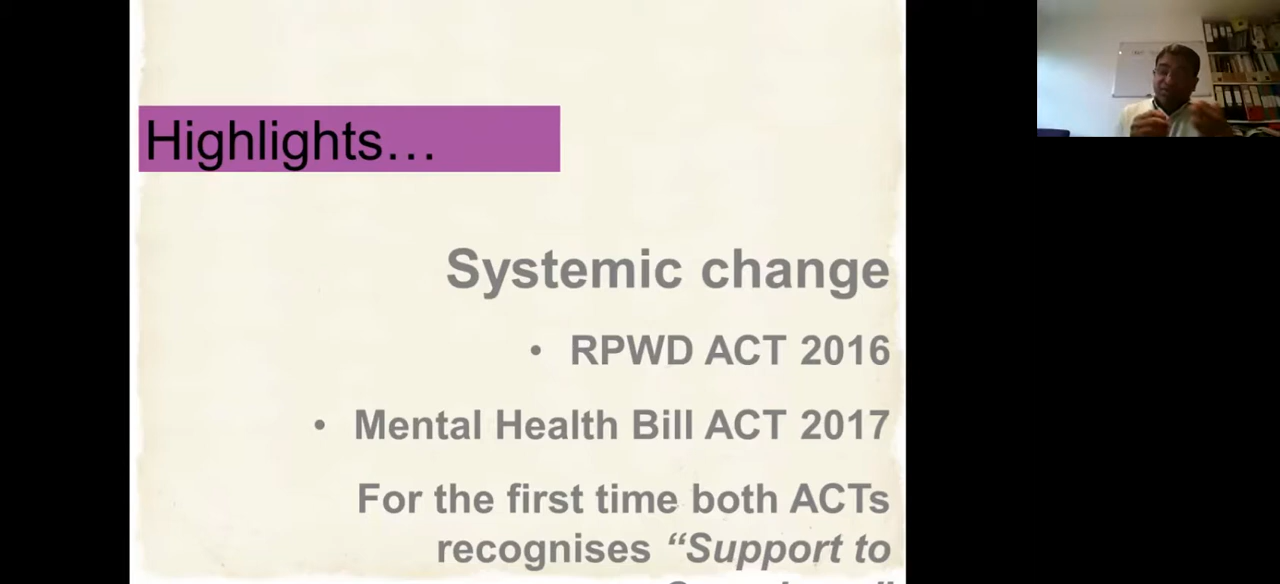 Highlights...
Systemic change
• RPWD ACT 2016
• Mental Health Bill ACT 2017
For the first time both ACTs
recognises “Support to